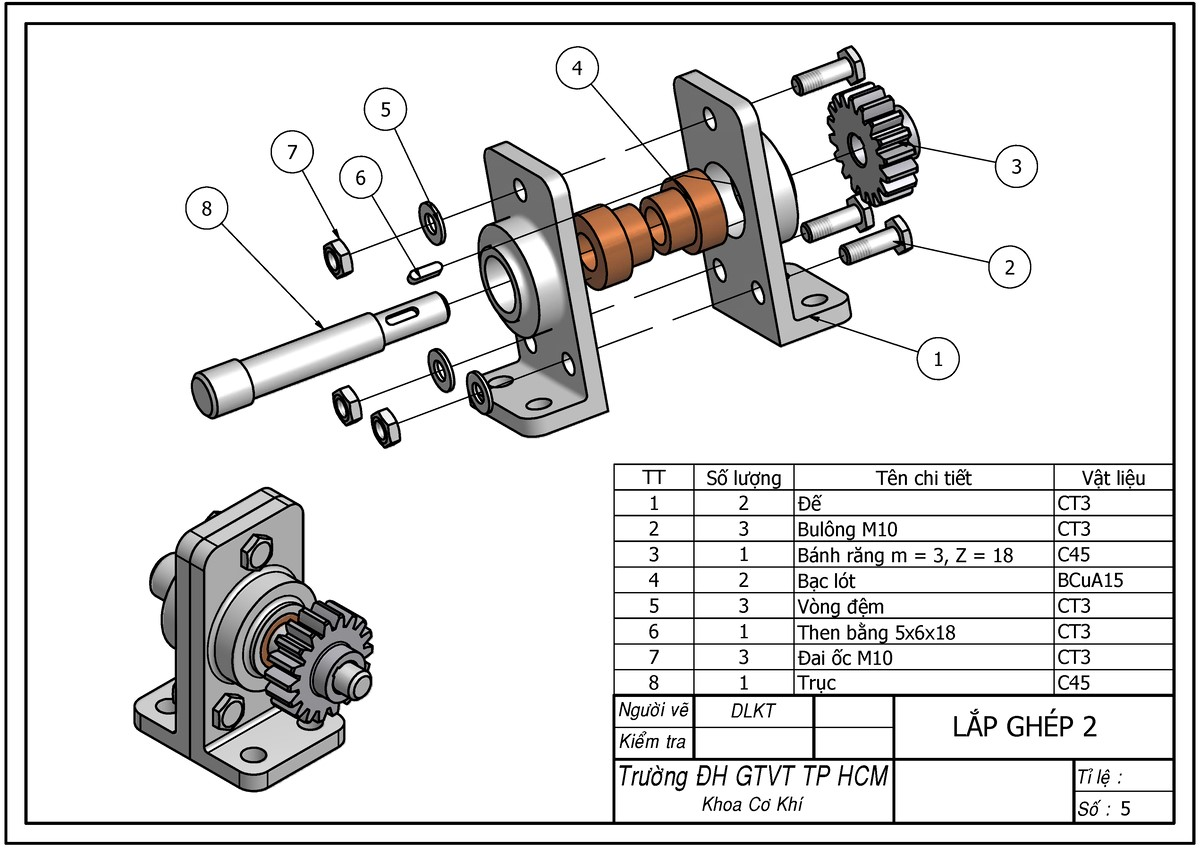 4
5
7
6
8
3
2
1
TT Số lượng Tên chi tiết Vật liệu
1 2 Đế CT3
2 3 Bulông M10 CT3
3 1 Bánh răng m = 3, Z = 18 C45
4 2 Bạc lót BCuA15
5 3 Vòng đệm CT3
6 1 Then bằng 5x6x18 CT3
7 3 Đai ốc M10 CT3
8 1 Trục C45
Người vẽ DLKT
Kiểm tra
LẮP GHÉP 2
Trường ĐH GTVT TP HCM
Khoa Cơ Khí
Tỉ lệ :
Số : 5